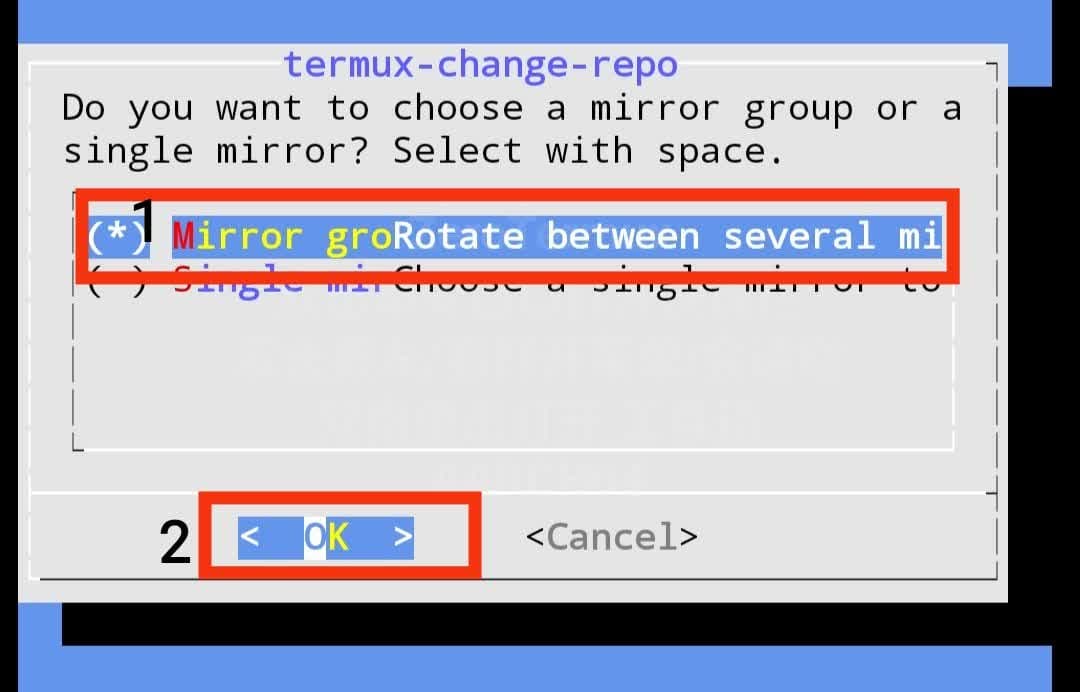 termux-change-repo
Do you want to choose a mirror group or a
single mirror? Select with space.
1
(*) Mirror groRotate between several mi
( ) Single mirChoose a single mirror to
2
< OK > <Cancel>